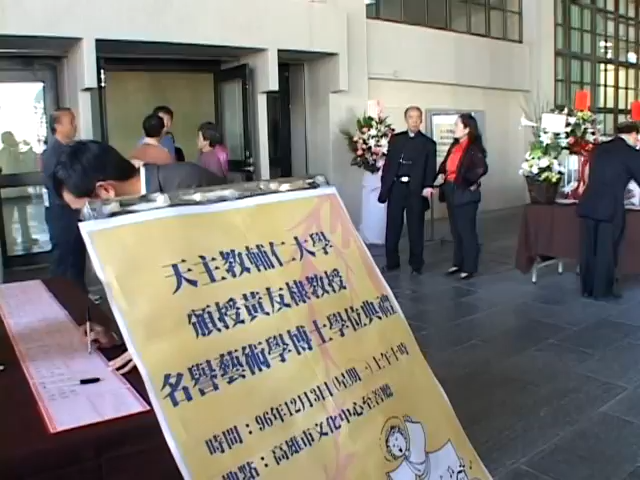 天主教輔仁大學
頒授黃友棣教授
名譽藝術學博士學位典禮
時間：96年12月3日(星期一)上午十時
地點：高雄市文化中心至善廳